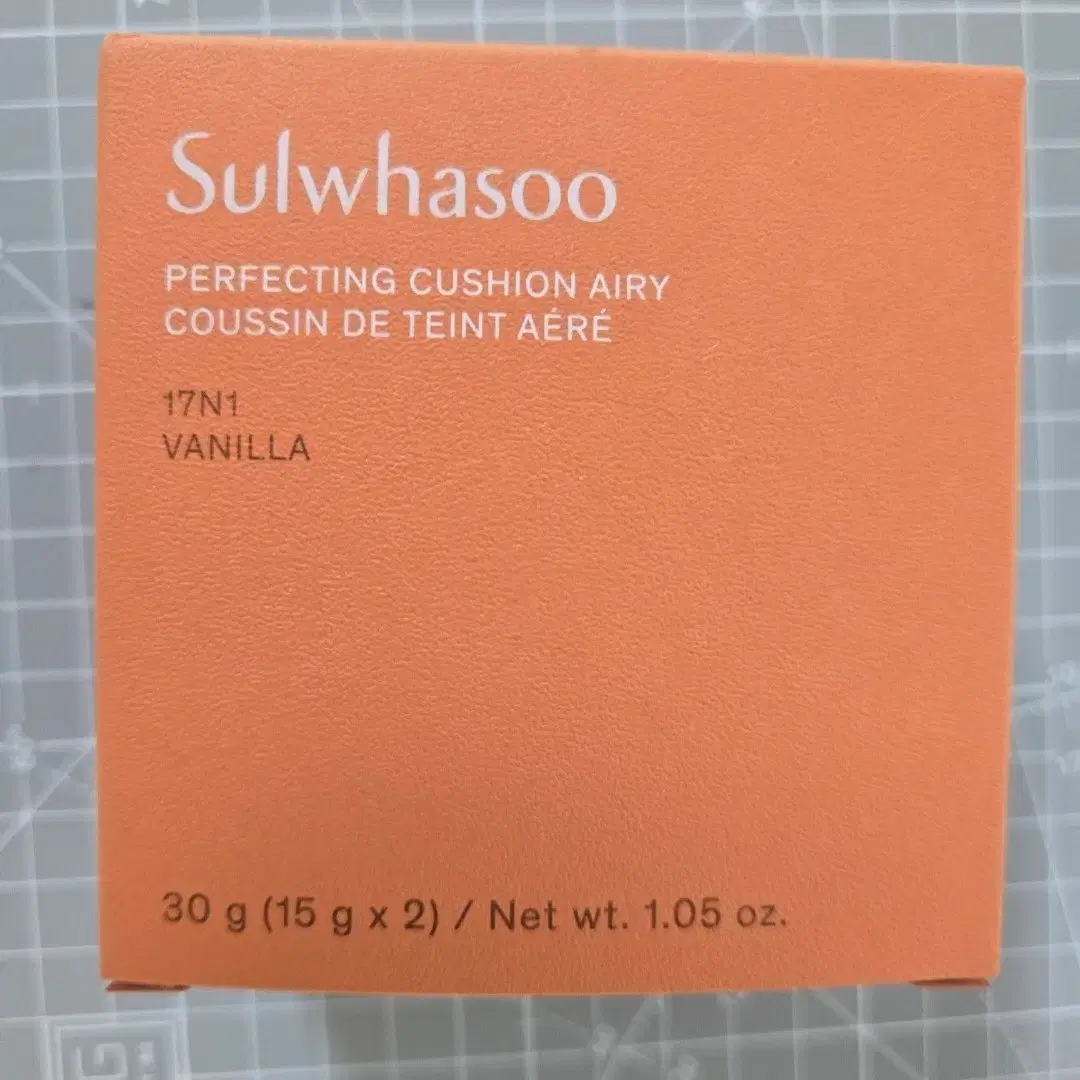 Sulwhasoo
PERFECTING CUSHION AIRY
COUSSIN DE TEINT AÉRÉ
17N1
VANILLA
30 g (15 g x 2) / Net wt. 1.05 oz.